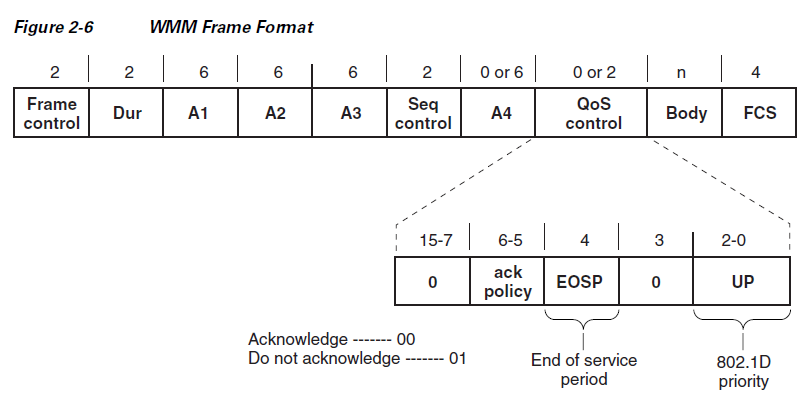 Figure 2-6 WMM Frame Format
2 2 6 6 6 2 0 or 6 0 or 2 n 4
Frame control Dur A1 A2 A3 Seq control A4 QoS control Body FCS
15-7 6-5 4 3 2-0
0 ack policy EOSP 0 UP
Acknowledge ------- 00
Do not acknowledge ------- 01
End of service
period
802.1D
priority